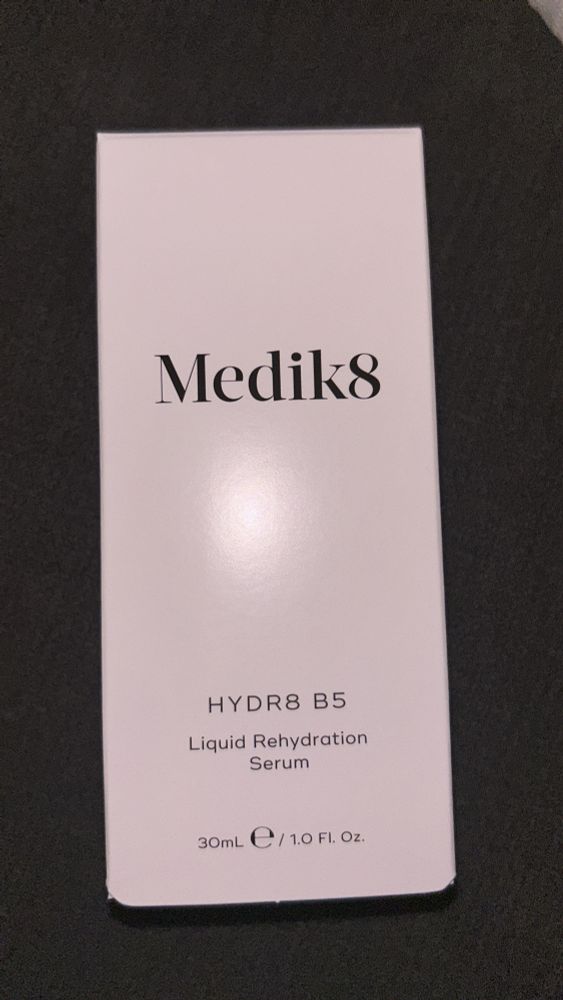 Medik8
HYDR8 B5
Liquid Rehydration
Serum
30mL ℮ / 1.0 Fl. Oz.